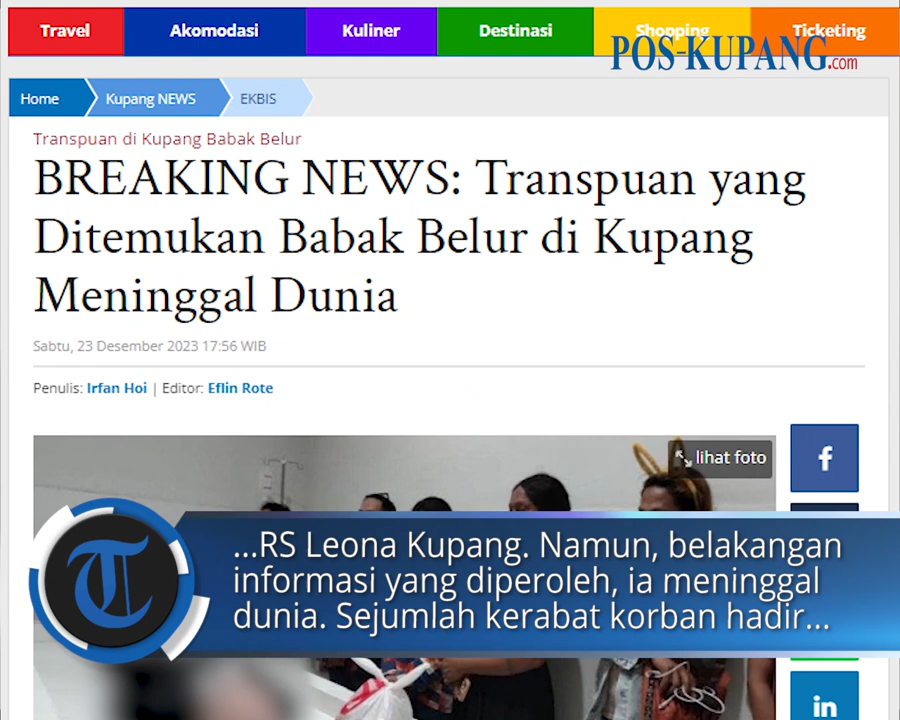 Travel
Akomodasi
Kuliner
Destinasi
Shopping
Ticketing
POS-KUPANG.com
Home
Kupang NEWS
EKBIS
Transpuan di Kupang Babak Belur
BREAKING NEWS: Transpuan yang
Ditemukan Babak Belur di Kupang
Meninggal Dunia
Sabtu, 23 Desember 2023 17:56 WIB
Penulis: Irfan Hoi | Editor: Eflin Rote
lihat foto
f
T
...RS Leona Kupang. Namun, belakangan
informasi yang diperoleh, ia meninggal
dunia. Sejumlah kerabat korban hadir...
in